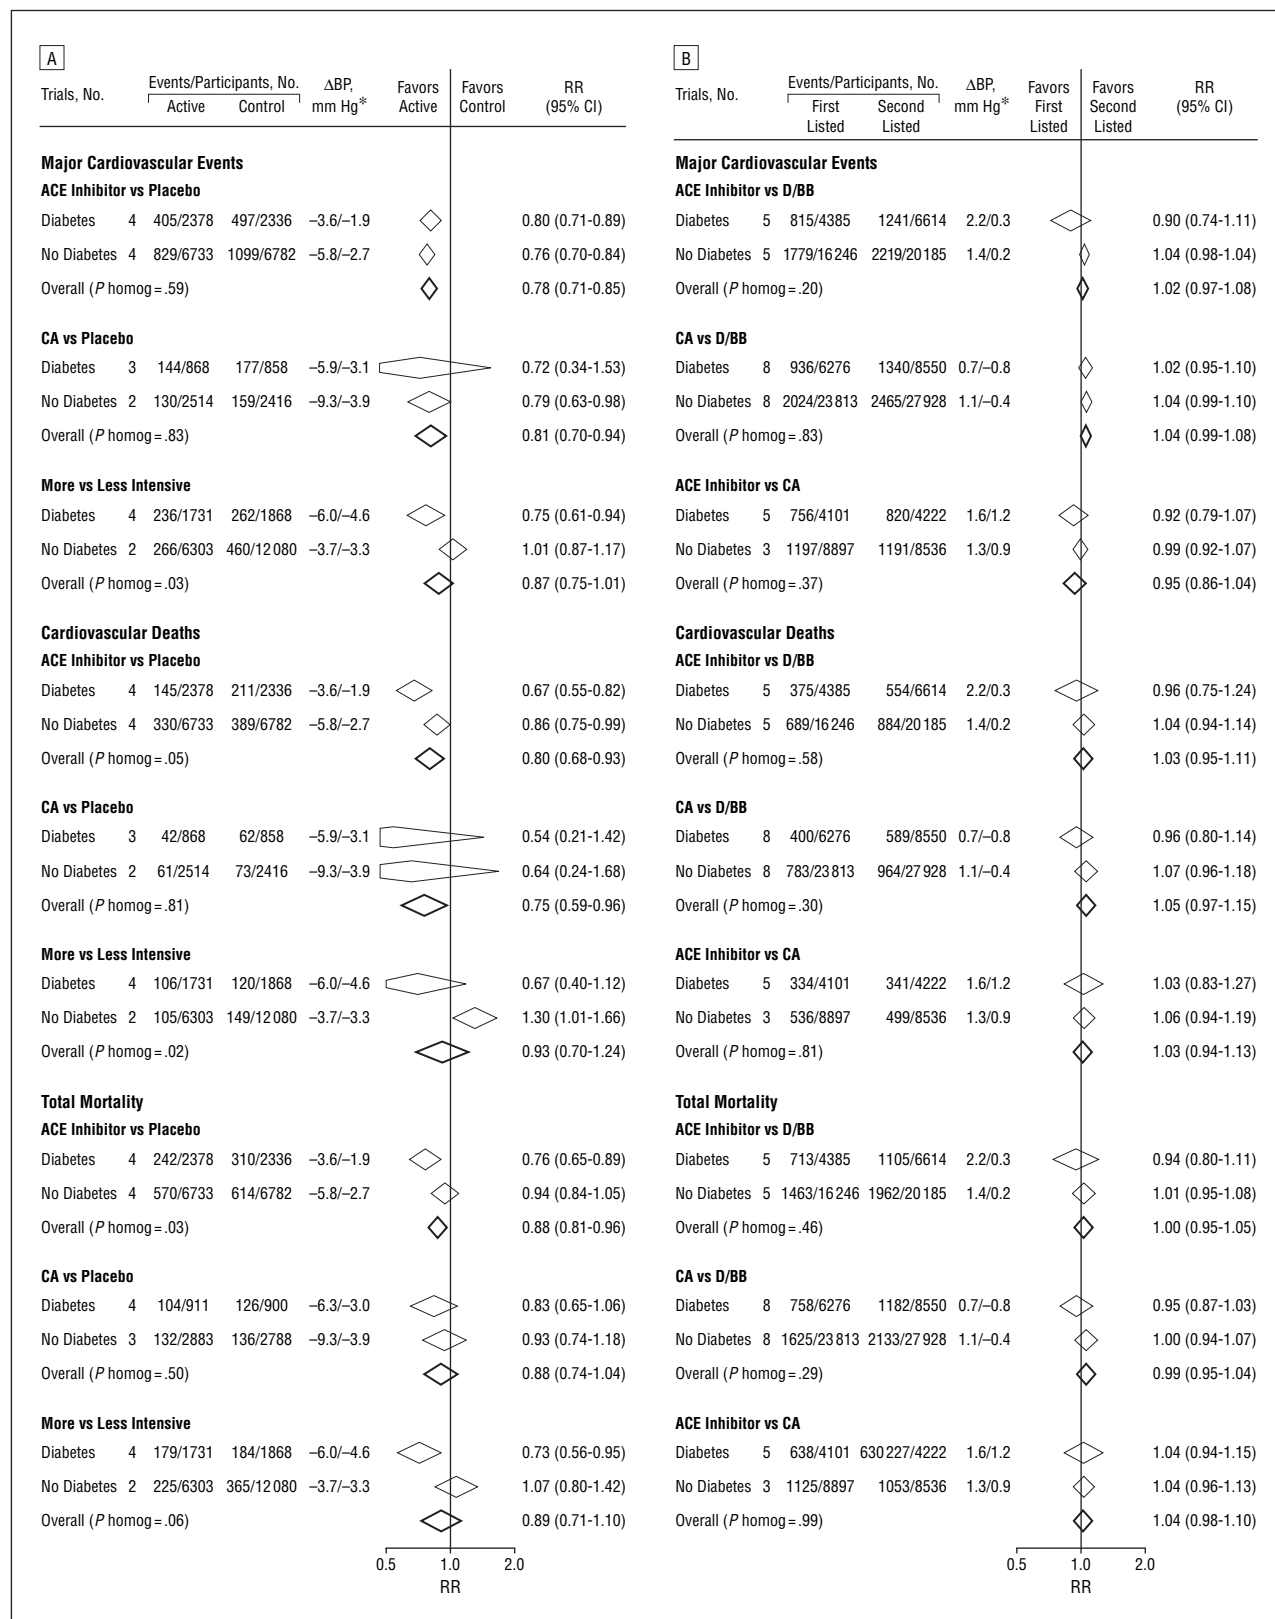 A
Trials, No. Events/Participants, No. Active Control ΔBP, mm Hg* Favors Active Favors Control RR (95% CI)
Major Cardiovascular Events
ACE Inhibitor vs Placebo
Diabetes 4 405/2378 497/2336 –3.6/–1.9 0.80 (0.71-0.89)
No Diabetes 4 829/6733 1099/6782 –5.8/–2.7 0.76 (0.70-0.84)
Overall (P homog = .59) 0.78 (0.71-0.85)
CA vs Placebo
Diabetes 3 144/868 177/858 –5.9/–3.1 0.72 (0.34-1.53)
No Diabetes 2 130/2514 159/2416 –9.3/–3.9 0.79 (0.63-0.98)
Overall (P homog = .83) 0.81 (0.70-0.94)
More vs Less Intensive
Diabetes 4 236/1731 262/1868 –6.0/–4.6 0.75 (0.61-0.94)
No Diabetes 2 266/6303 460/12 080 –3.7/–3.3 1.01 (0.87-1.17)
Overall (P homog = .03) 0.87 (0.75-1.01)
Cardiovascular Deaths
ACE Inhibitor vs Placebo
Diabetes 4 145/2378 211/2336 –3.6/–1.9 0.67 (0.55-0.82)
No Diabetes 4 330/6733 389/6782 –5.8/–2.7 0.86 (0.75-0.99)
Overall (P homog = .05) 0.80 (0.68-0.93)
CA vs Placebo
Diabetes 3 42/868 62/858 –5.9/–3.1 0.54 (0.21-1.42)
No Diabetes 2 61/2514 73/2416 –9.3/–3.9 0.64 (0.24-1.68)
Overall (P homog = .81) 0.75 (0.59-0.96)
More vs Less Intensive
Diabetes 4 106/1731 120/1868 –6.0/–4.6 0.67 (0.40-1.12)
No Diabetes 2 105/6303 149/12 080 –3.7/–3.3 1.30 (1.01-1.66)
Overall (P homog = .02) 0.93 (0.70-1.24)
Total Mortality
ACE Inhibitor vs Placebo
Diabetes 4 242/2378 310/2336 –3.6/–1.9 0.76 (0.65-0.89)
No Diabetes 4 570/6733 614/6782 –5.8/–2.7 0.94 (0.84-1.05)
Overall (P homog = .03) 0.88 (0.81-0.96)
CA vs Placebo
Diabetes 4 104/911 126/900 –6.3/–3.0 0.83 (0.65-1.06)
No Diabetes 3 132/2883 136/2788 –9.3/–3.9 0.93 (0.74-1.18)
Overall (P homog = .50) 0.88 (0.74-1.04)
More vs Less Intensive
Diabetes 4 179/1731 184/1868 –6.0/–4.6 0.73 (0.56-0.95)
No Diabetes 2 225/6303 365/12 080 –3.7/–3.3 1.07 (0.80-1.42)
Overall (P homog = .06) 0.89 (0.71-1.10)
0.5 1.0 2.0
RR
B
Trials, No. Events/Participants, No. First Listed Second Listed ΔBP, mm Hg* Favors First Listed Favors Second Listed RR (95% CI)
Major Cardiovascular Events
ACE Inhibitor vs D/BB
Diabetes 5 815/4385 1241/6614 2.2/0.3 0.90 (0.74-1.11)
No Diabetes 5 1779/16 246 2219/20 185 1.4/0.2 1.04 (0.98-1.04)
Overall (P homog = .20) 1.02 (0.97-1.08)
CA vs D/BB
Diabetes 8 936/6276 1340/8550 0.7/–0.8 1.02 (0.95-1.10)
No Diabetes 8 2024/23 813 2465/27 928 1.1/–0.4 1.04 (0.99-1.10)
Overall (P homog = .83) 1.04 (0.99-1.08)
ACE Inhibitor vs CA
Diabetes 5 756/4101 820/4222 1.6/1.2 0.92 (0.79-1.07)
No Diabetes 3 1197/8897 1191/8536 1.3/0.9 0.99 (0.92-1.07)
Overall (P homog = .37) 0.95 (0.86-1.04)
Cardiovascular Deaths
ACE Inhibitor vs D/BB
Diabetes 5 375/4385 554/6614 2.2/0.3 0.96 (0.75-1.24)
No Diabetes 5 689/16 246 884/20 185 1.4/0.2 1.04 (0.94-1.14)
Overall (P homog = .58) 1.03 (0.95-1.11)
CA vs D/BB
Diabetes 8 400/6276 589/8550 0.7/–0.8 0.96 (0.80-1.14)
No Diabetes 8 783/23 813 964/27 928 1.1/–0.4 1.07 (0.96-1.18)
Overall (P homog = .30) 1.05 (0.97-1.15)
ACE Inhibitor vs CA
Diabetes 5 334/4101 341/4222 1.6/1.2 1.03 (0.83-1.27)
No Diabetes 3 536/8897 499/8536 1.3/0.9 1.06 (0.94-1.19)
Overall (P homog = .81) 1.03 (0.94-1.13)
Total Mortality
ACE Inhibitor vs D/BB
Diabetes 5 713/4385 1105/6614 2.2/0.3 0.94 (0.80-1.11)
No Diabetes 5 1463/16 246 1962/20 185 1.4/0.2 1.01 (0.95-1.08)
Overall (P homog = .46) 1.00 (0.95-1.05)
CA vs D/BB
Diabetes 8 758/6276 1182/8550 0.7/–0.8 0.95 (0.87-1.03)
No Diabetes 8 1625/23 813 2133/27 928 1.1/–0.4 1.00 (0.94-1.07)
Overall (P homog = .29) 0.99 (0.95-1.04)
ACE Inhibitor vs CA
Diabetes 5 638/4101 630 227/4222 1.6/1.2 1.04 (0.94-1.15)
No Diabetes 3 1125/8897 1053/8536 1.3/0.9 1.04 (0.96-1.13)
Overall (P homog = .99) 1.04 (0.98-1.10)
0.5 1.0 2.0
RR